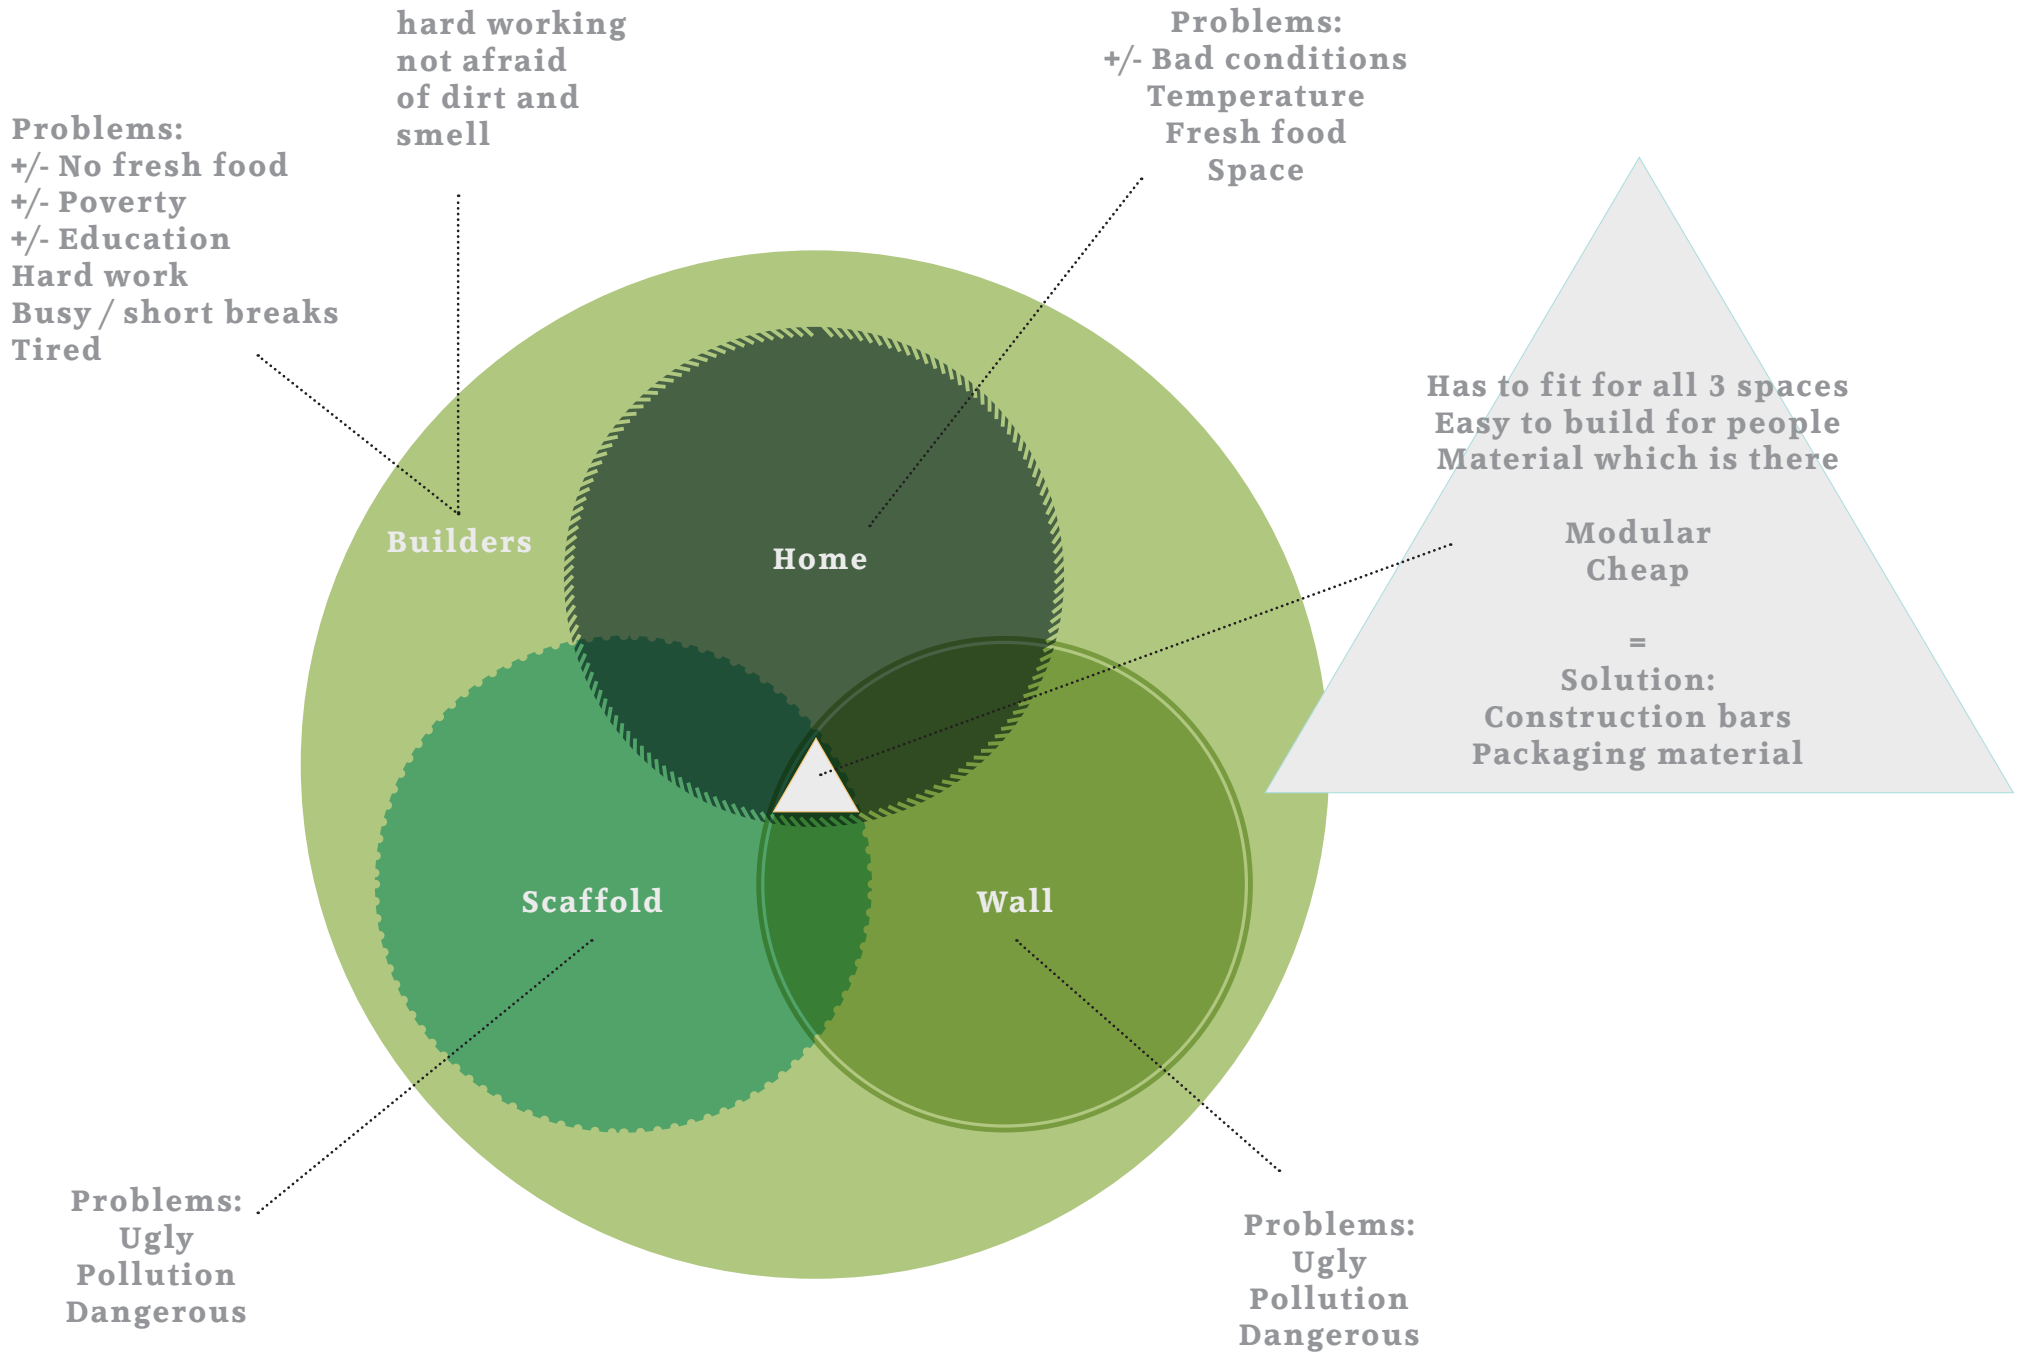 hard working
not afraid
of dirt and
smell
Problems:
+/- Bad conditions
Temperature
Fresh food
Space
Problems:
+/- No fresh food
+/- Poverty
+/- Education
Hard work
Busy / short breaks
Tired
Has to fit for all 3 spaces
Easy to build for people
Material which is there
Modular
Cheap
=
Solution:
Construction bars
Packaging material
Builders
Home
Scaffold
Wall
Problems:
Ugly
Pollution
Dangerous
Problems:
Ugly
Pollution
Dangerous